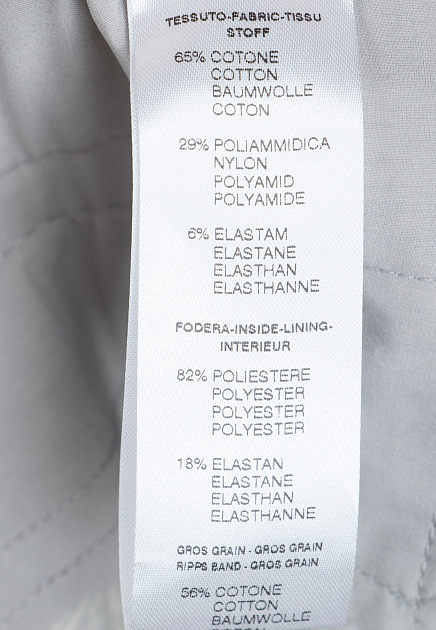 TESSUTO-FABRIC-TISSU
STOFF
65% COTONE
COTTON
BAUMWOLLE
COTON
29% POLIAMMIDICA
NYLON
POLYAMID
POLYAMIDE
6% ELASTAM
ELASTANE
ELASTHAN
ELASTHANNE
FODERA-INSIDE-LINING-
INTERIEUR
82% POLIESTERE
POLYESTER
POLYESTER
POLYESTER
18% ELASTAN
ELASTANE
ELASTHAN
ELASTHANNE
GROS GRAIN - GROS GRAIN
RIPPS BAND - GROS GRAIN
56% COTONE
COTTON
BAUMWOLLE